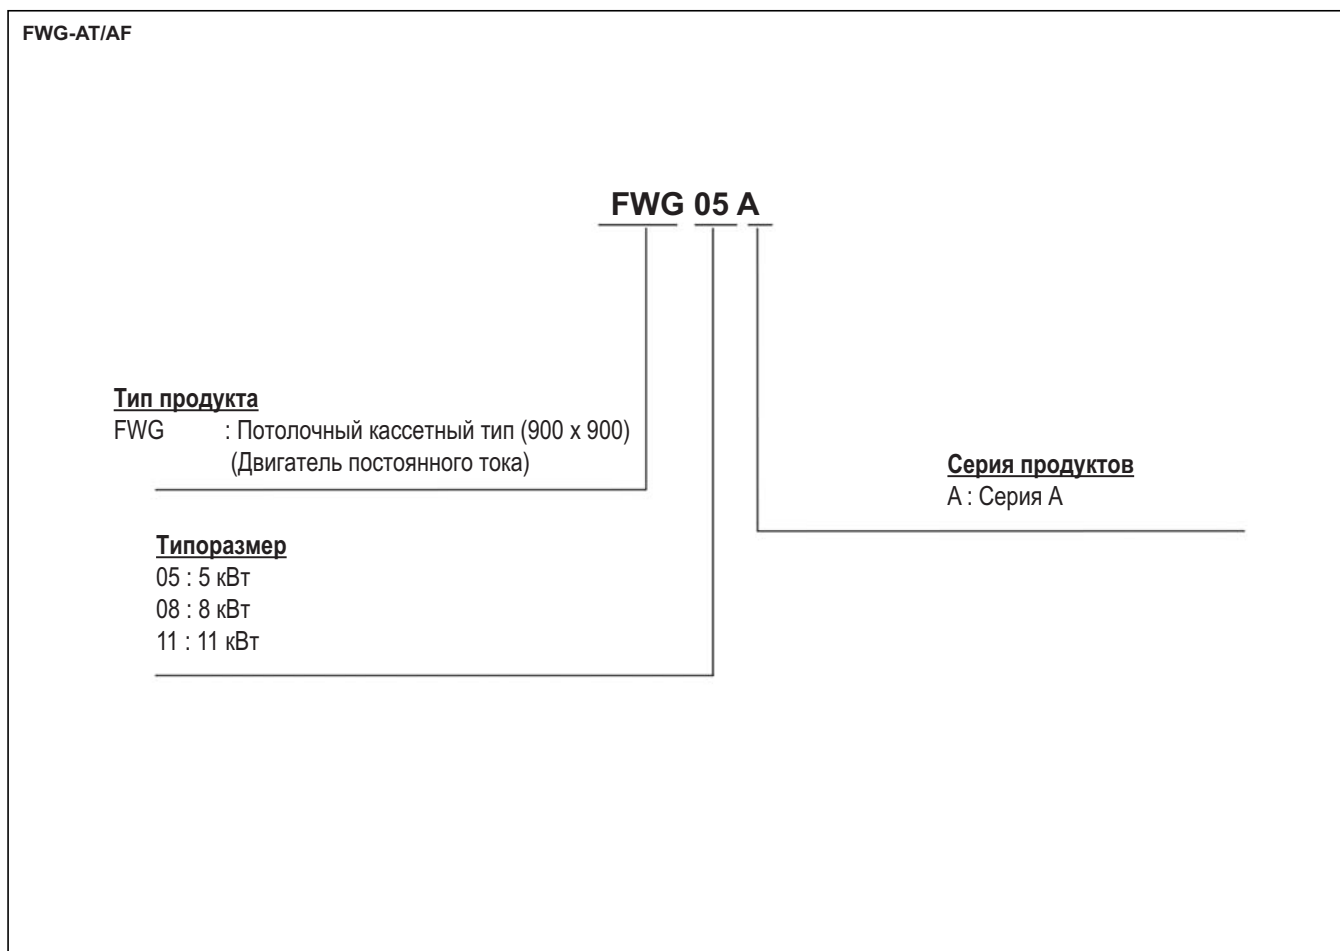 FWG-AT/AF
FWG 05 A
Тип продукта
FWG : Потолочный кассетный тип (900 x 900)
(Двигатель постоянного тока)
Серия продуктов
A : Серия A
Типоразмер
05 : 5 кВт
08 : 8 кВт
11 : 11 кВт